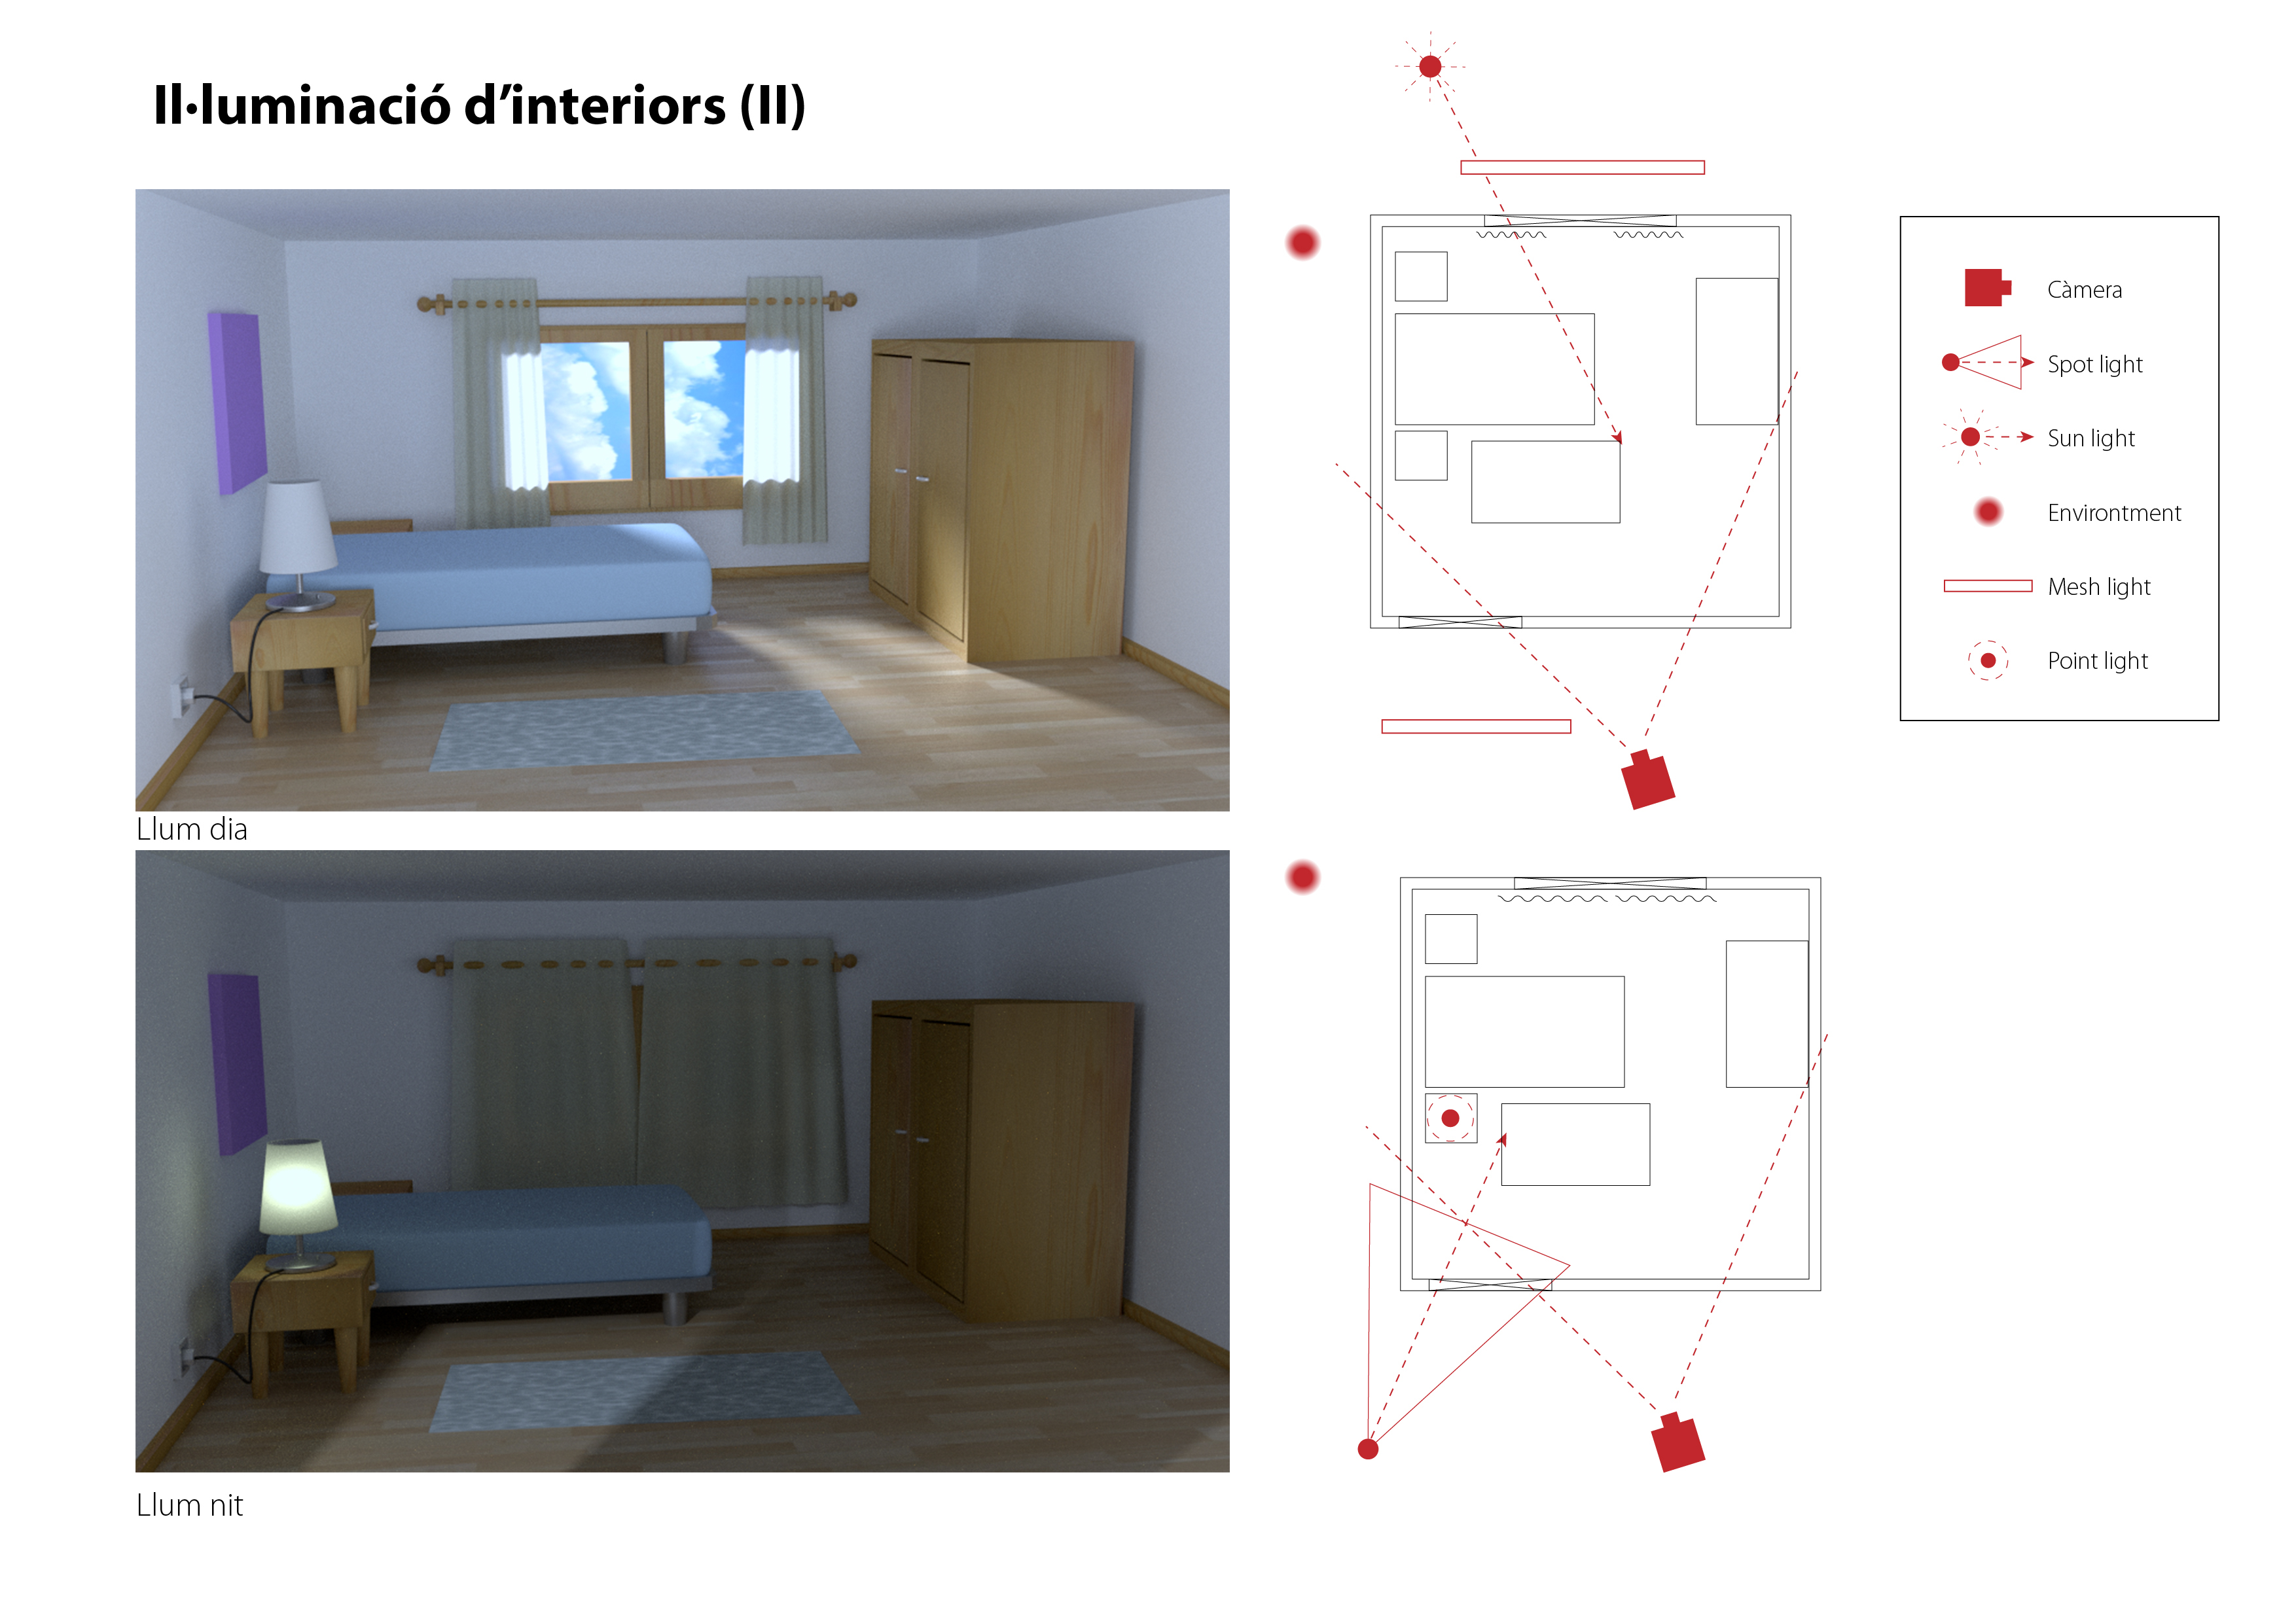 Il·luminació d’interiors (II)
Llum dia
Llum nit
Càmera
Spot light
Sun light
Environtment
Mesh light
Point light